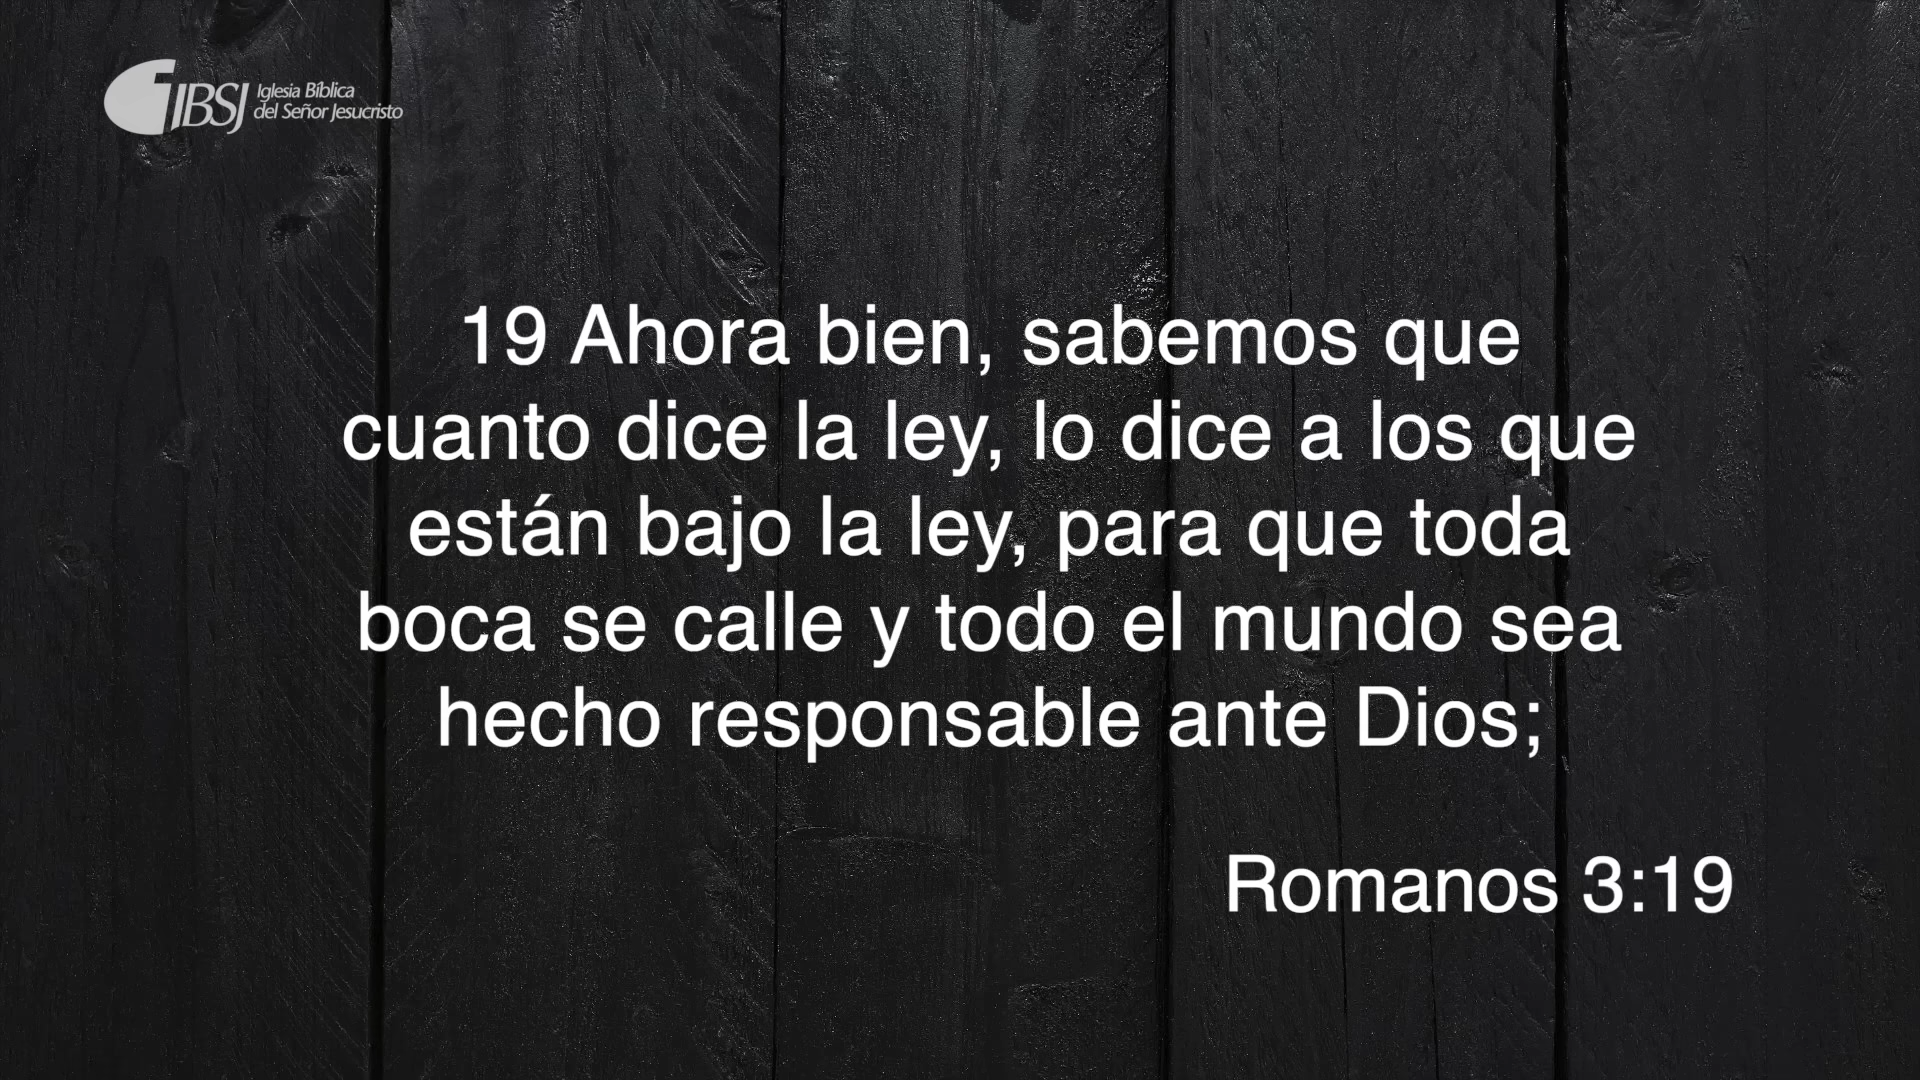 IBSJ
Iglesia Bíblica
del Señor Jesucristo
19 Ahora bien, sabemos que
cuanto dice la ley, lo dice a los que
están bajo la ley, para que toda
boca se calle y todo el mundo sea
hecho responsable ante Dios;
Romanos 3:19